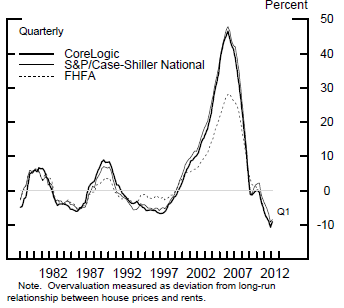 Percent
Quarterly
CoreLogic
S&P/Case-Shiller National
FHFA
50
40
30
20
10
0
-10
Q1
1982 1987 1992 1997 2002 2007 2012
Note. Overvaluation measured as deviation from long-run
relationship between house prices and rents.